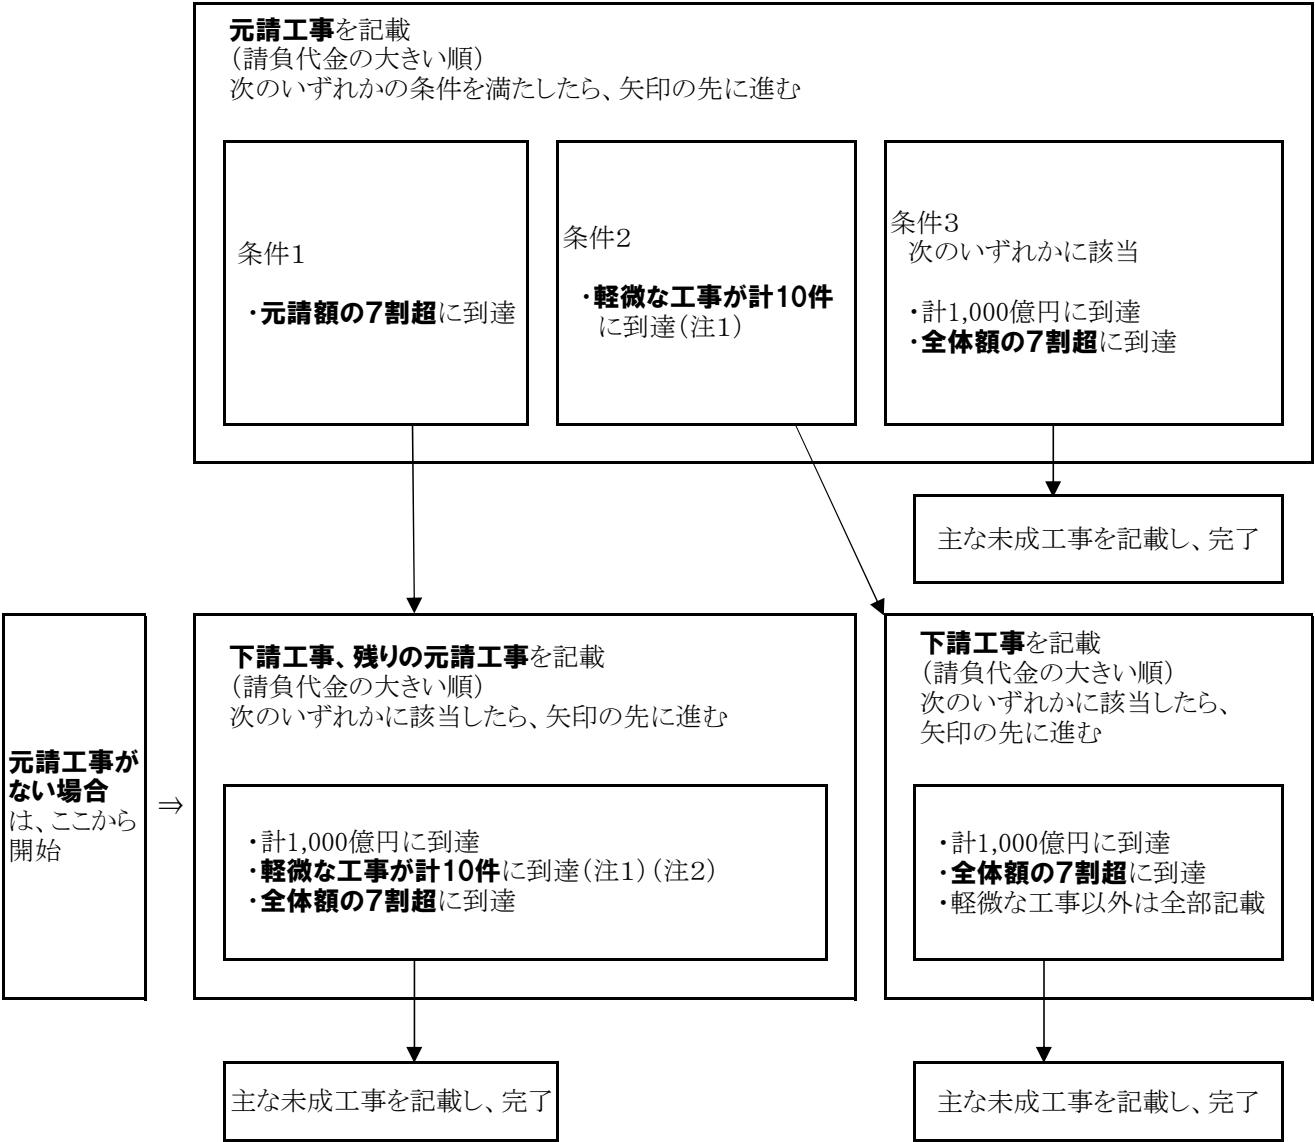 元請工事を記載
（請負代金の大きい順）
次のいずれかの条件を満たしたら、矢印の先に進む
条件１
・元請額の７割超に到達
条件２
・軽微な工事が計１０件
に到達（注１）
条件３
次のいずれかに該当
・計1,000億円に到達
・全体額の７割超に到達
主な未成工事を記載し、完了
元請工事が
ない場合
は、ここから
開始
⇒
下請工事、残りの元請工事を記載
（請負代金の大きい順）
次のいずれかに該当したら、矢印の先に進む
・計1,000億円に到達
・軽微な工事が計１０件に到達（注１）（注２）
・全体額の７割超に到達
主な未成工事を記載し、完了
下請工事を記載
（請負代金の大きい順）
次のいずれかに該当したら、
矢印の先に進む
・計1,000億円に到達
・全体額の７割超に到達
・軽微な工事以外は全部記載
主な未成工事を記載し、完了